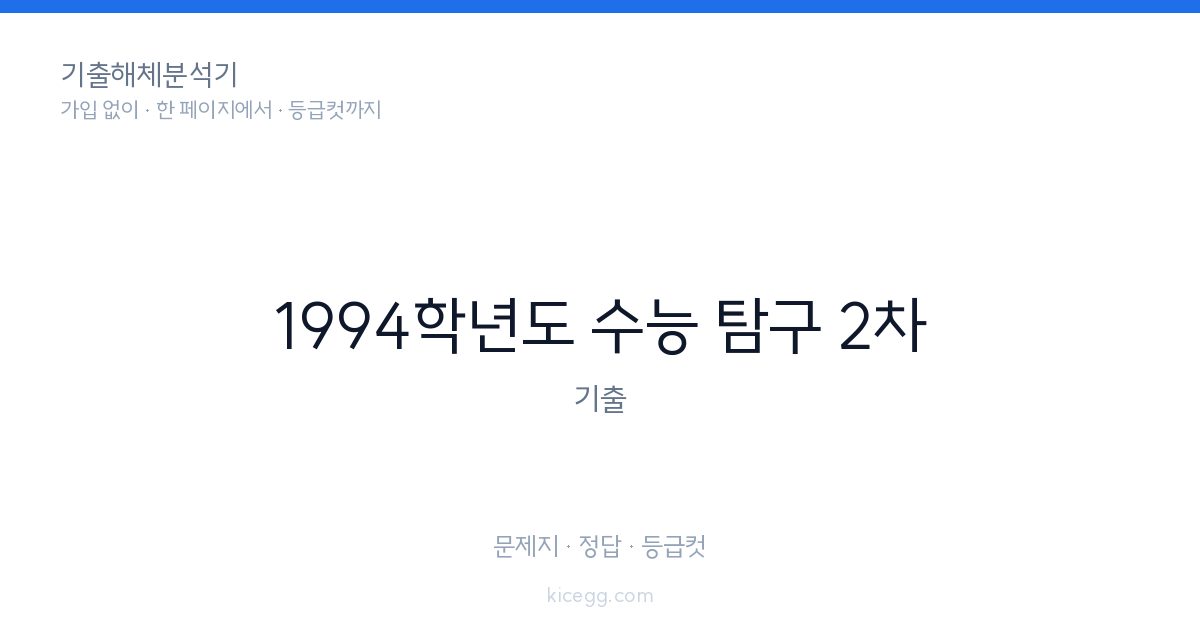 기출해체분석기
가입 없이 · 한 페이지에서 · 등급컷까지
1994학년도 수능 탐구 2차
기출
문제지 · 정답 · 등급컷
kicegg.com